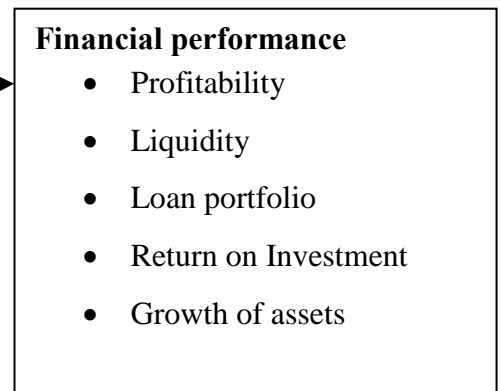 Financial performance
• Profitability
• Liquidity
• Loan portfolio
• Return on Investment
• Growth of assets